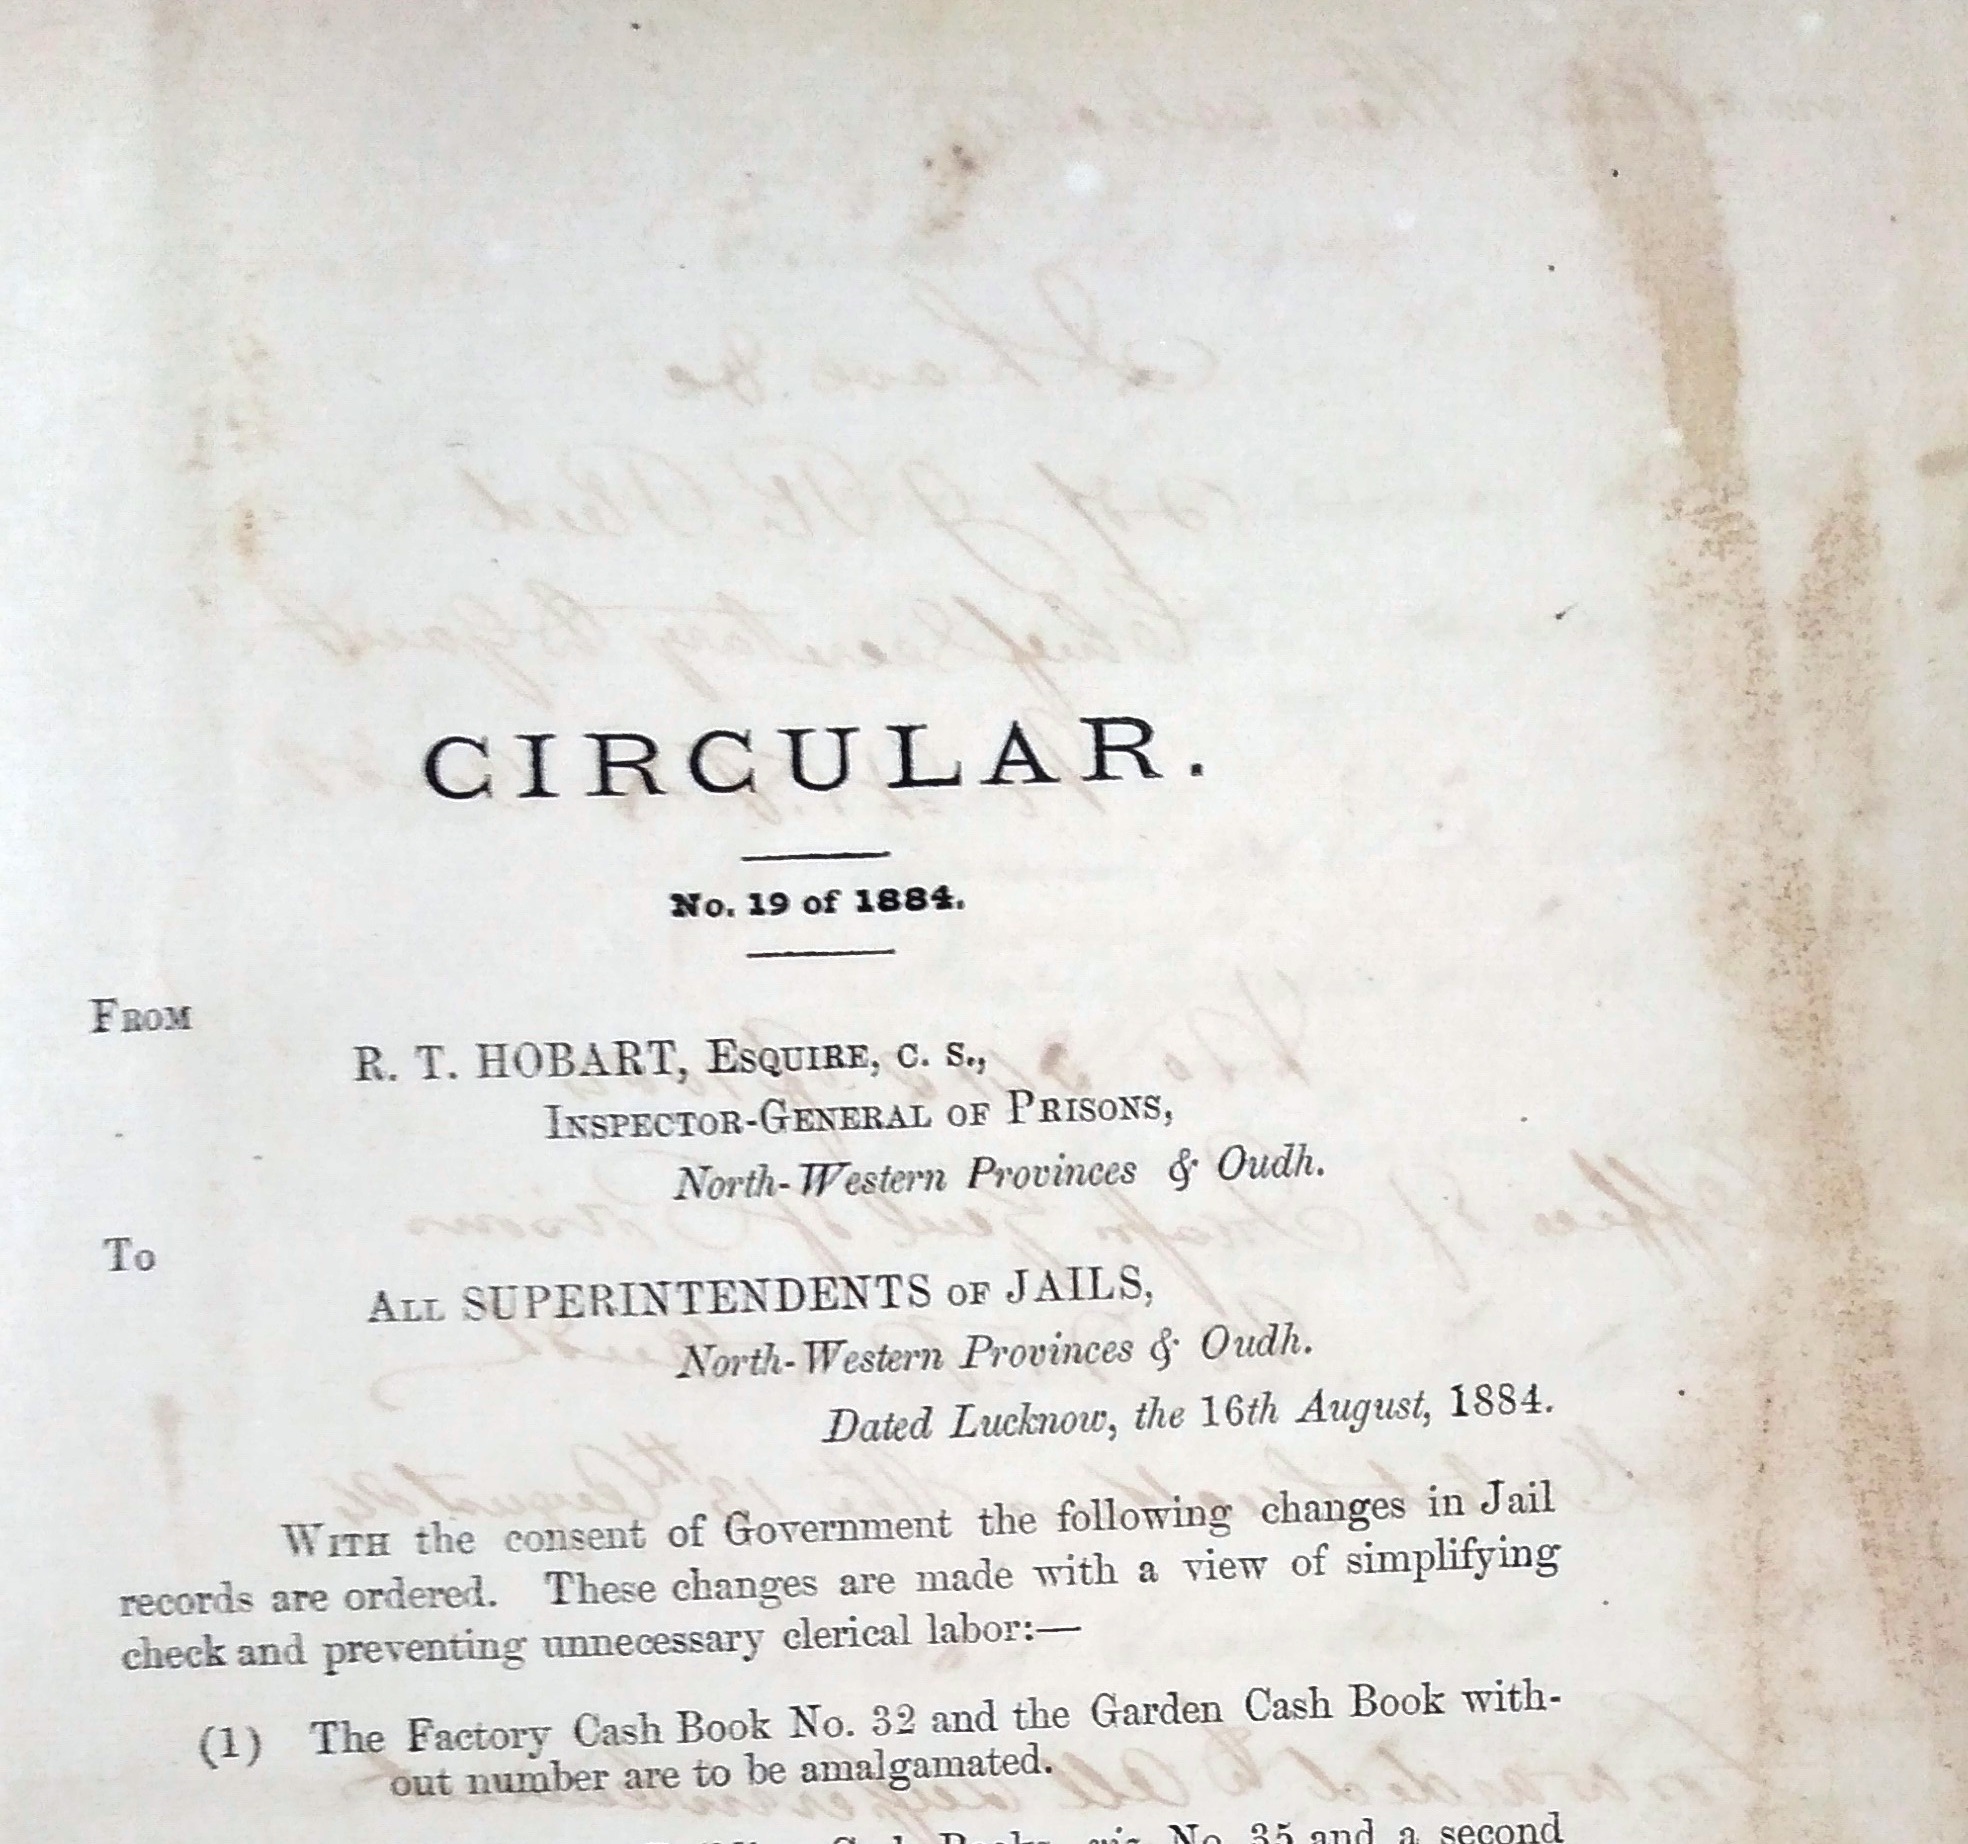 CIRCULAR.
No. 19 of 1884.
FROM
R. T. HOBART, ESQUIRE, C. S.,
INSPECTOR-GENERAL OF PRISONS,
North-Western Provinces & Oudh.
To
ALL SUPERINTENDENTS OF JAILS,
North-Western Provinces & Oudh.
Dated Lucknow, the 16th August, 1884.
WITH the consent of Government the following changes in Jail
records are ordered. These changes are made with a view of simplifying
check and preventing unnecessary clerical labor:—
(1) The Factory Cash Book No. 32 and the Garden Cash Book with-
out number are to be amalgamated.
No. 35 and a second